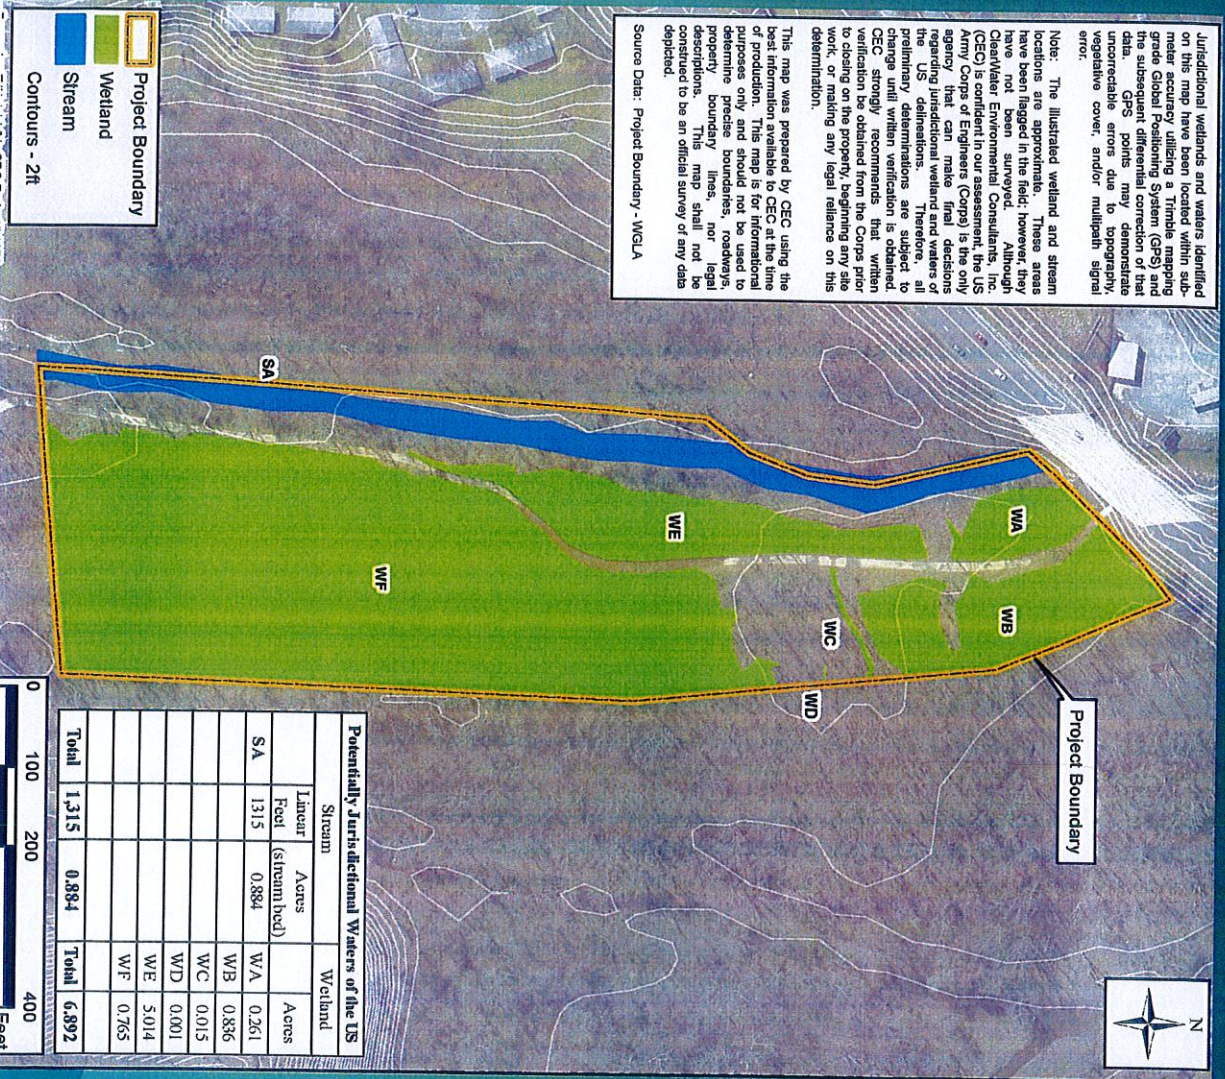 Jurisdictional wetlands and waters identified
on this map have been located within sub-
meter accuracy utilizing a Trimble mapping
grade Global Positioning System (GPS) and
the subsequent differential correction of that
data. GPS points may demonstrate
uncorrectable errors due to topography,
vegetative cover, and/or multipath signal
error.
Note: The illustrated wetland and stream
locations are approximate. These areas
have been flagged in the field; however, they
have not been surveyed. Although
ClearWater Environmental Consultants, Inc.
(CEC) is confident in our assessment, the US
Army Corps of Engineers (Corps) is the only
agency that can make final decisions
regarding jurisdictional wetland and waters of
the US delineations. Therefore, all
preliminary determinations are subject to
change until written verification is obtained.
CEC strongly recommends that written
verification be obtained from the Corps prior
to closing on the property, beginning any site
work, or making any legal reliance on this
determination.
This map was prepared by CEC using the
best information available to CEC at the time
of production. This map is for informational
purposes only and should not be used to
determine precise boundaries, roadways,
property boundary lines, nor legal
descriptions. This map shall not be
construed to be an official survey of any data
depicted.
Source Data: Project Boundary - WGLA
N
Project Boundary
WA
WB
WC
WD
WE
WF
SA
Project Boundary
Wetland
Stream
Contours - 2ft
Potentially Jurisdictional Waters of the US
Stream Wetland
Linear Feet Acres (streambed) Acres
SA 1315 0.884 WA 0.261
WB 0.836
WC 0.015
WD 0.001
WE 5.014
WF 0.765
Total 1,315 0.884 Total 6.892
0 100 200 400
Feet